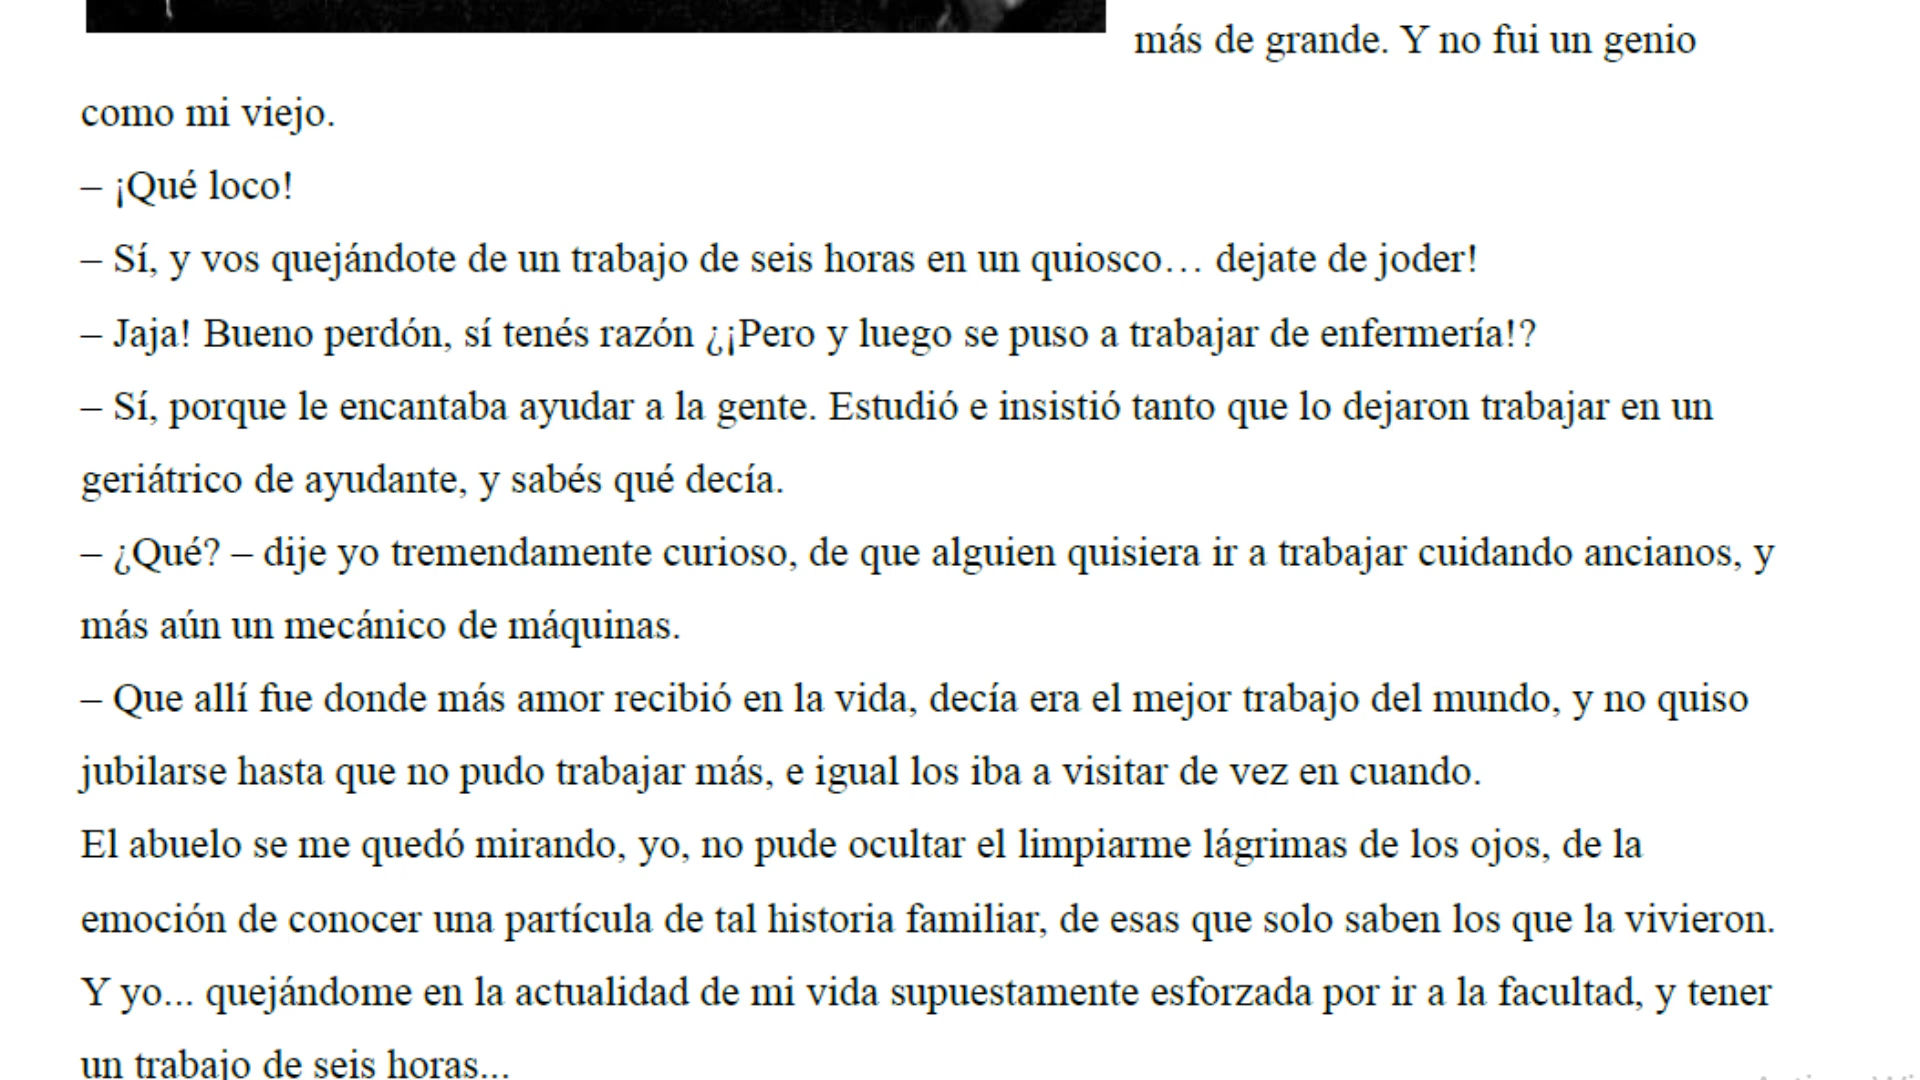 más de grande. Y no fui un genio
como mi viejo.
– ¡Qué loco!
– Sí, y vos quejándote de un trabajo de seis horas en un quiosco… dejate de joder!
– Jaja! Bueno perdón, sí tenés razón ¿¡Pero y luego se puso a trabajar de enfermería!?
– Sí, porque le encantaba ayudar a la gente. Estudió e insistió tanto que lo dejaron trabajar en un
geriátrico de ayudante, y sabés qué decía.
– ¿Qué? – dije yo tremendamente curioso, de que alguien quisiera ir a trabajar cuidando ancianos, y
más aún un mecánico de máquinas.
– Que allí fue donde más amor recibió en la vida, decía era el mejor trabajo del mundo, y no quiso
jubilarse hasta que no pudo trabajar más, e igual los iba a visitar de vez en cuando.
El abuelo se me quedó mirando, yo, no pude ocultar el limpiarme lágrimas de los ojos, de la
emoción de conocer una partícula de tal historia familiar, de esas que solo saben los que la vivieron.
Y yo... quejándome en la actualidad de mi vida supuestamente esforzada por ir a la facultad, y tener
un trabajo de seis horas...